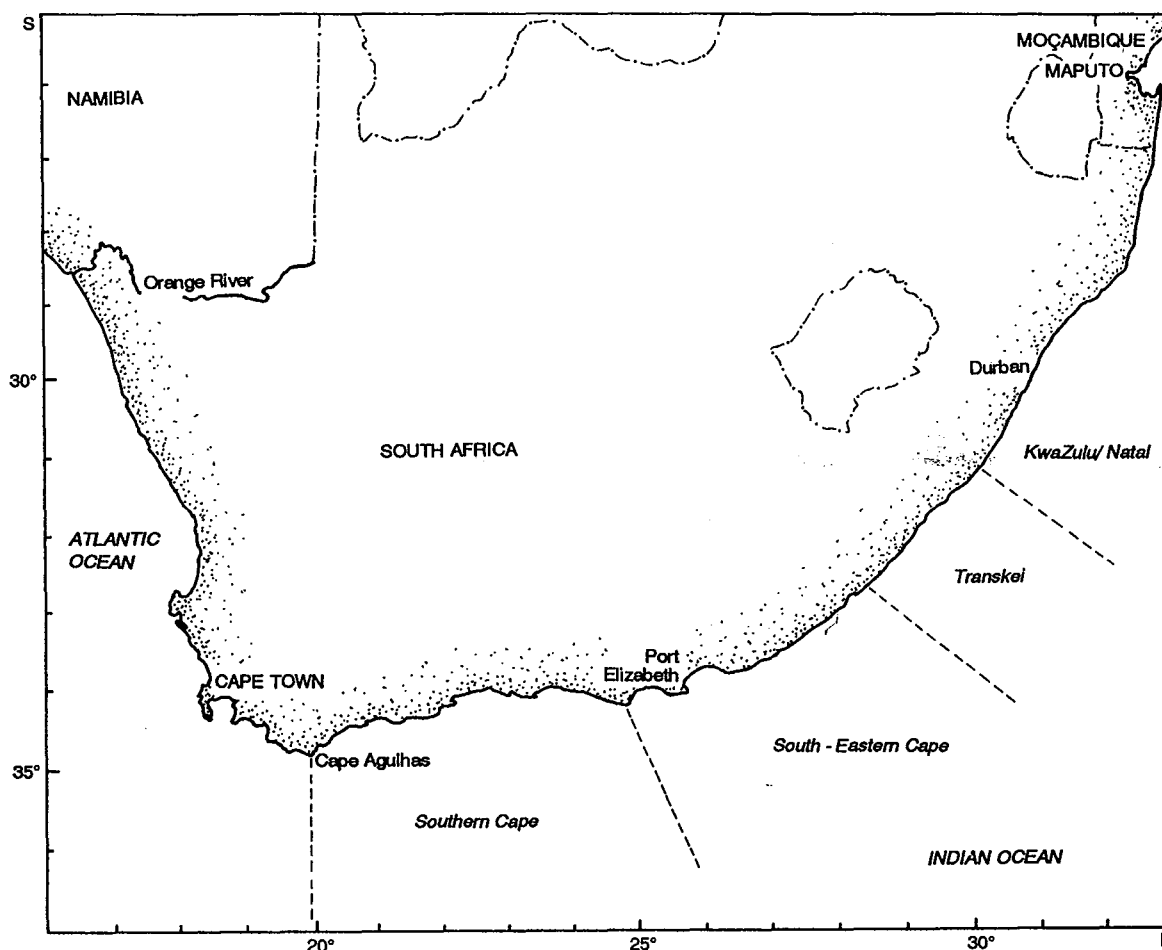 S
MOÇAMBIQUE
MAPUTO
NAMIBIA
Orange River
30°
Durban
SOUTH AFRICA
KwaZulu/ Natal
ATLANTIC
OCEAN
Transkei
Port
Elizabeth
CAPE TOWN
South - Eastern Cape
Cape Agulhas
35°
Southern Cape
INDIAN OCEAN
20°
25°
30°